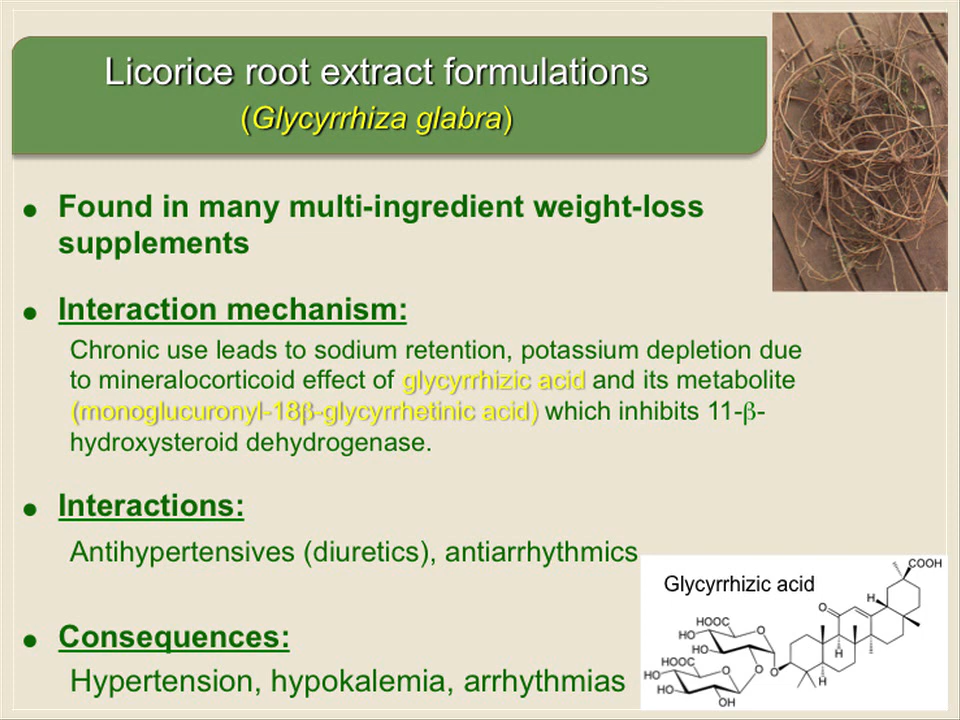 Licorice root extract formulations
(Glycyrrhiza glabra)
● Found in many multi-ingredient weight-loss
supplements
● Interaction mechanism:
Chronic use leads to sodium retention, potassium depletion due
to mineralocorticoid effect of glycyrrhizic acid and its metabolite
(monoglucuronyl-18β-glycyrrhetinic acid) which inhibits 11-β-
hydroxysteroid dehydrogenase.
● Interactions:
Antihypertensives (diuretics), antiarrhythmics
● Consequences:
Hypertension, hypokalemia, arrhythmias
Glycyrrhizic acid
COOH
H
O
H
HOOC
O
HO
HO
O
O
H
HOOC
O
HO
HO
OH